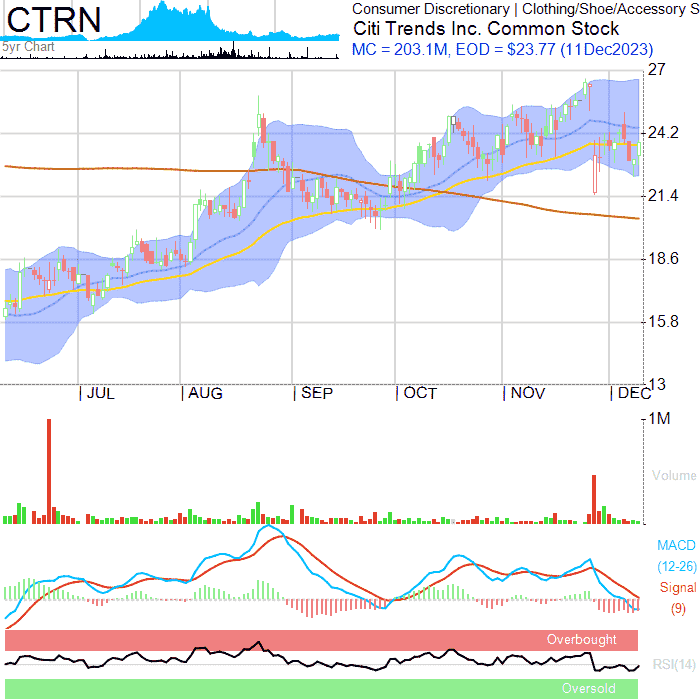 CTRN
Consumer Discretionary | Clothing/Shoe/Accessory S
Citi Trends Inc. Common Stock
5yr Chart
MC = 203.1M, EOD = $23.77 (11Dec2023)
27
24.2
21.4
18.6
15.8
13
| JUL | AUG | SEP | OCT | NOV | DEC
1M
Volume
MACD
(12-26)
Signal
(9)
Overbought
RSI(14)
Oversold